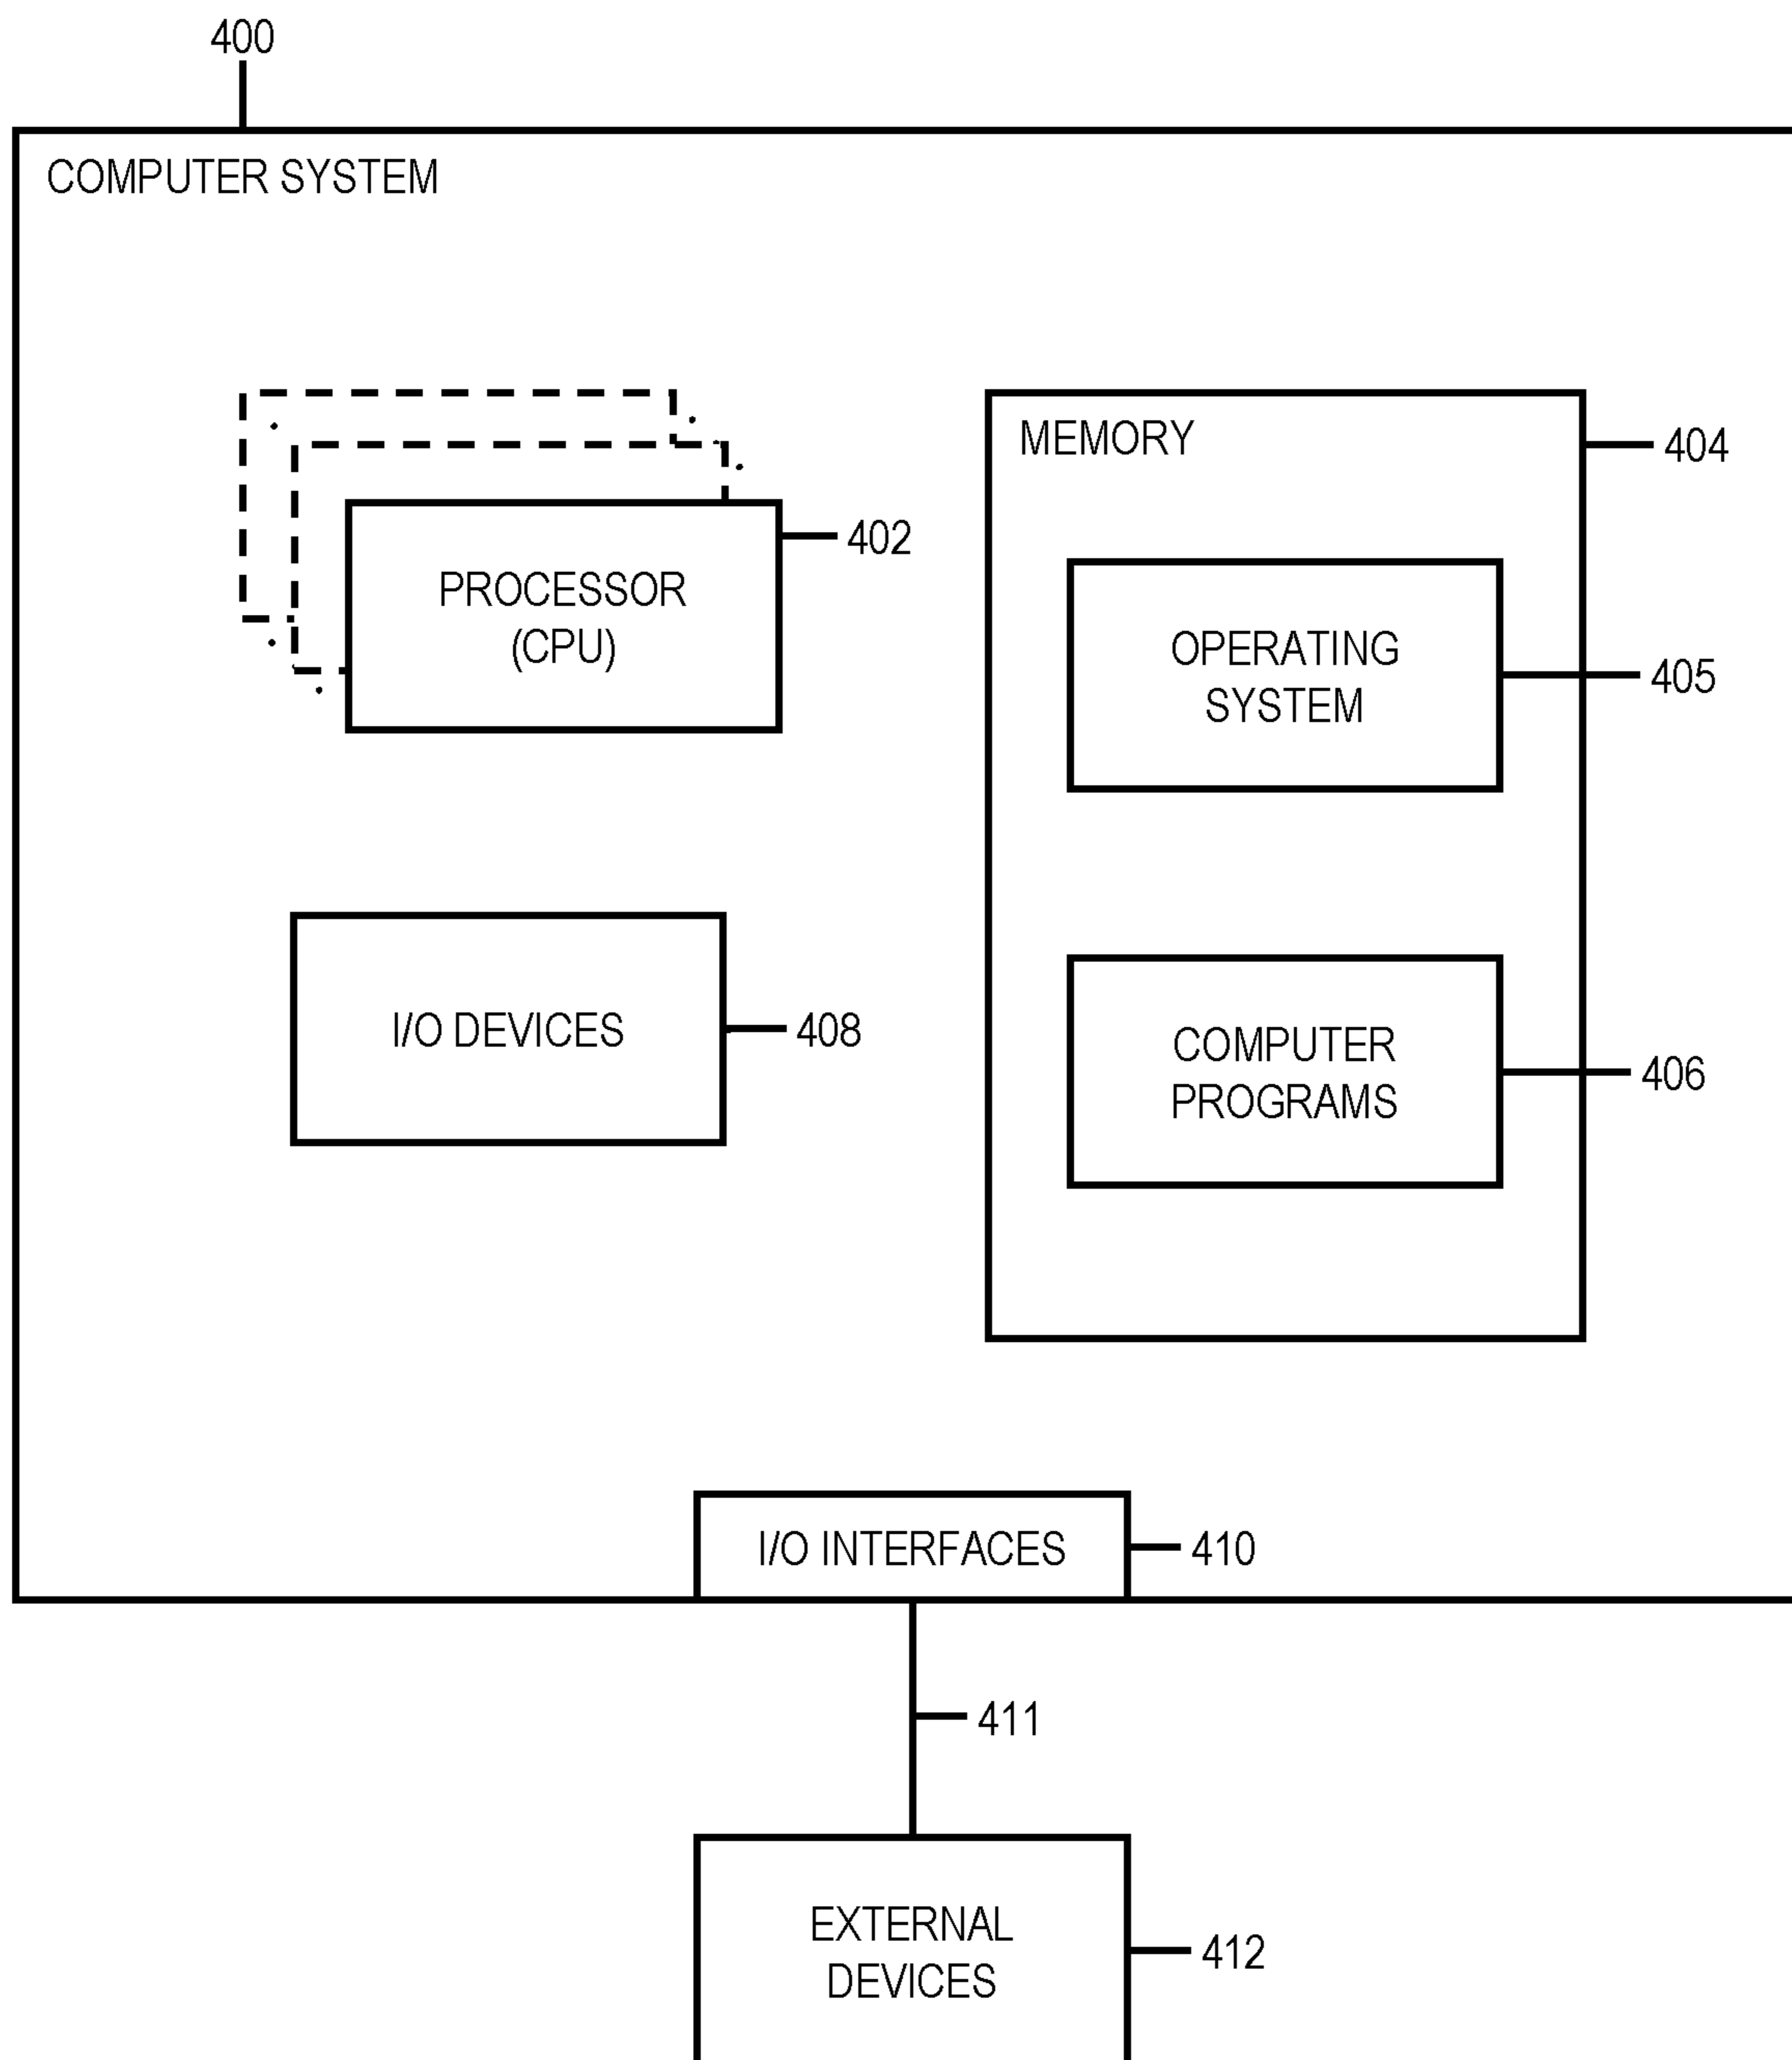 400
COMPUTER SYSTEM
MEMORY
404
402
PROCESSOR
(CPU)
OPERATING
SYSTEM
405
I/O DEVICES
408
COMPUTER
PROGRAMS
406
I/O INTERFACES
410
411
EXTERNAL
DEVICES
412